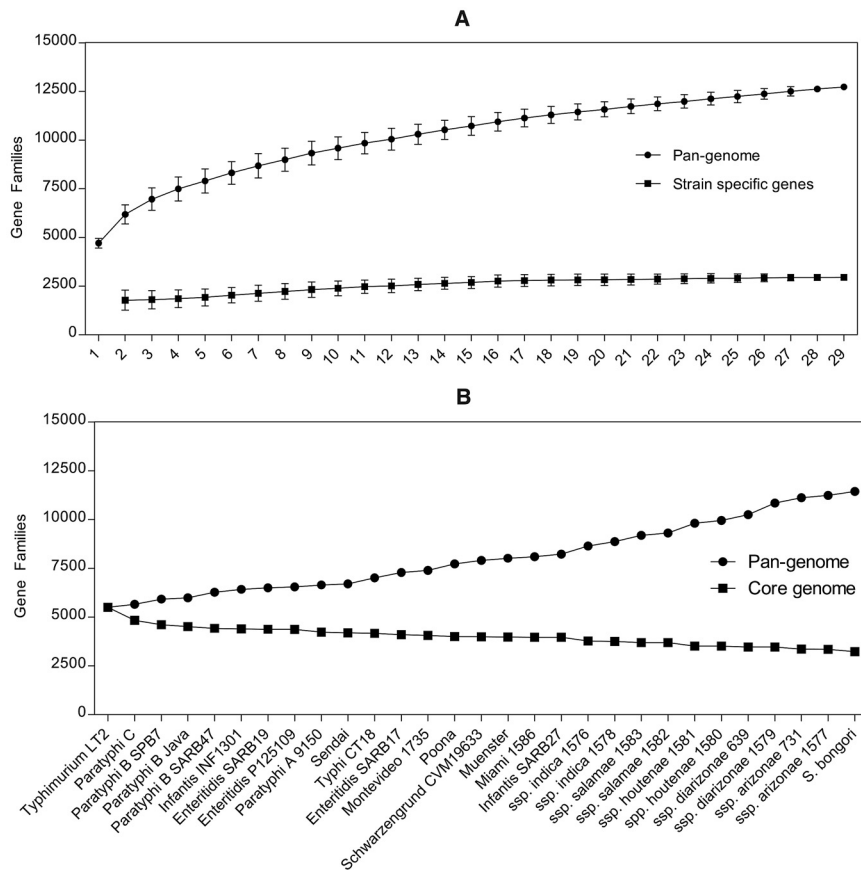 A
15000
12500
10000
7500
5000
2500
0
Gene Families
Pan-genome
Strain specific genes
1 2 3 4 5 6 7 8 9 10 11 12 13 14 15 16 17 18 19 20 21 22 23 24 25 26 27 28 29
B
15000
12500
10000
7500
5000
2500
0
Gene Families
Pan-genome
Core genome
Typhimurium LT2
Paratyphi C
Paratyphi B SPB7
Paratyphi B Java
Paratyphi B SARB47
Infantis INF1301
Enteritidis SARB19
Enteritidis P125109
Paratyphi A 9150
Sendai
Typhi CT18
Enteritidis SARB17
Montevideo 1735
Poona
Schwarzengrund CVM19633
Muenster
Miami 1586
Infantis SARB27
ssp. indica 1576
ssp. indica 1578
ssp. salamae 1583
ssp. salamae 1582
spp. houtenae 1581
ssp. houtenae 1580
ssp. diarizonae 639
ssp. diarizonae 1579
ssp. arizonae 731
ssp. arizonae 1577
S. bongori